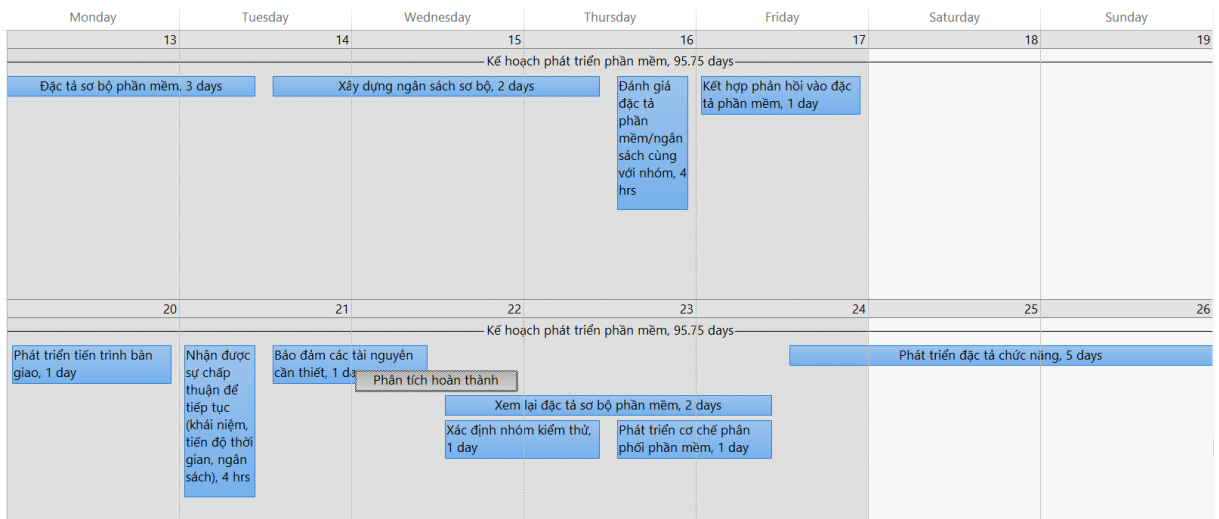 Monday Tuesday Wednesday Thursday Friday Saturday Sunday
13 14 15 16 17 18 19
Kế hoạch phát triển phần mềm, 95.75 days
Đặc tả sơ bộ phần mềm, 3 days
Xây dựng ngân sách sơ bộ, 2 days
Đánh giá
đặc tả
phần
mềm/ngân
sách cùng
với nhóm, 4
hrs
Kết hợp phản hồi vào đặc
tả phần mềm, 1 day
20 21 22 23 24 25 26
Kế hoạch phát triển phần mềm, 95.75 days
Phát triển tiến trình bàn
giao, 1 day
Nhận được
sự chấp
thuận để
tiếp tục
(khái niệm,
tiến độ thời
gian, ngân
sách), 4 hrs
Bảo đảm các tài nguyên
cần thiết, 1 da
Phân tích hoàn thành
Xem lại đặc tả sơ bộ phần mềm, 2 days
Xác định nhóm kiểm thử,
1 day
Phát triển cơ chế phân
phối phần mềm, 1 day
Phát triển đặc tả chức năng, 5 days